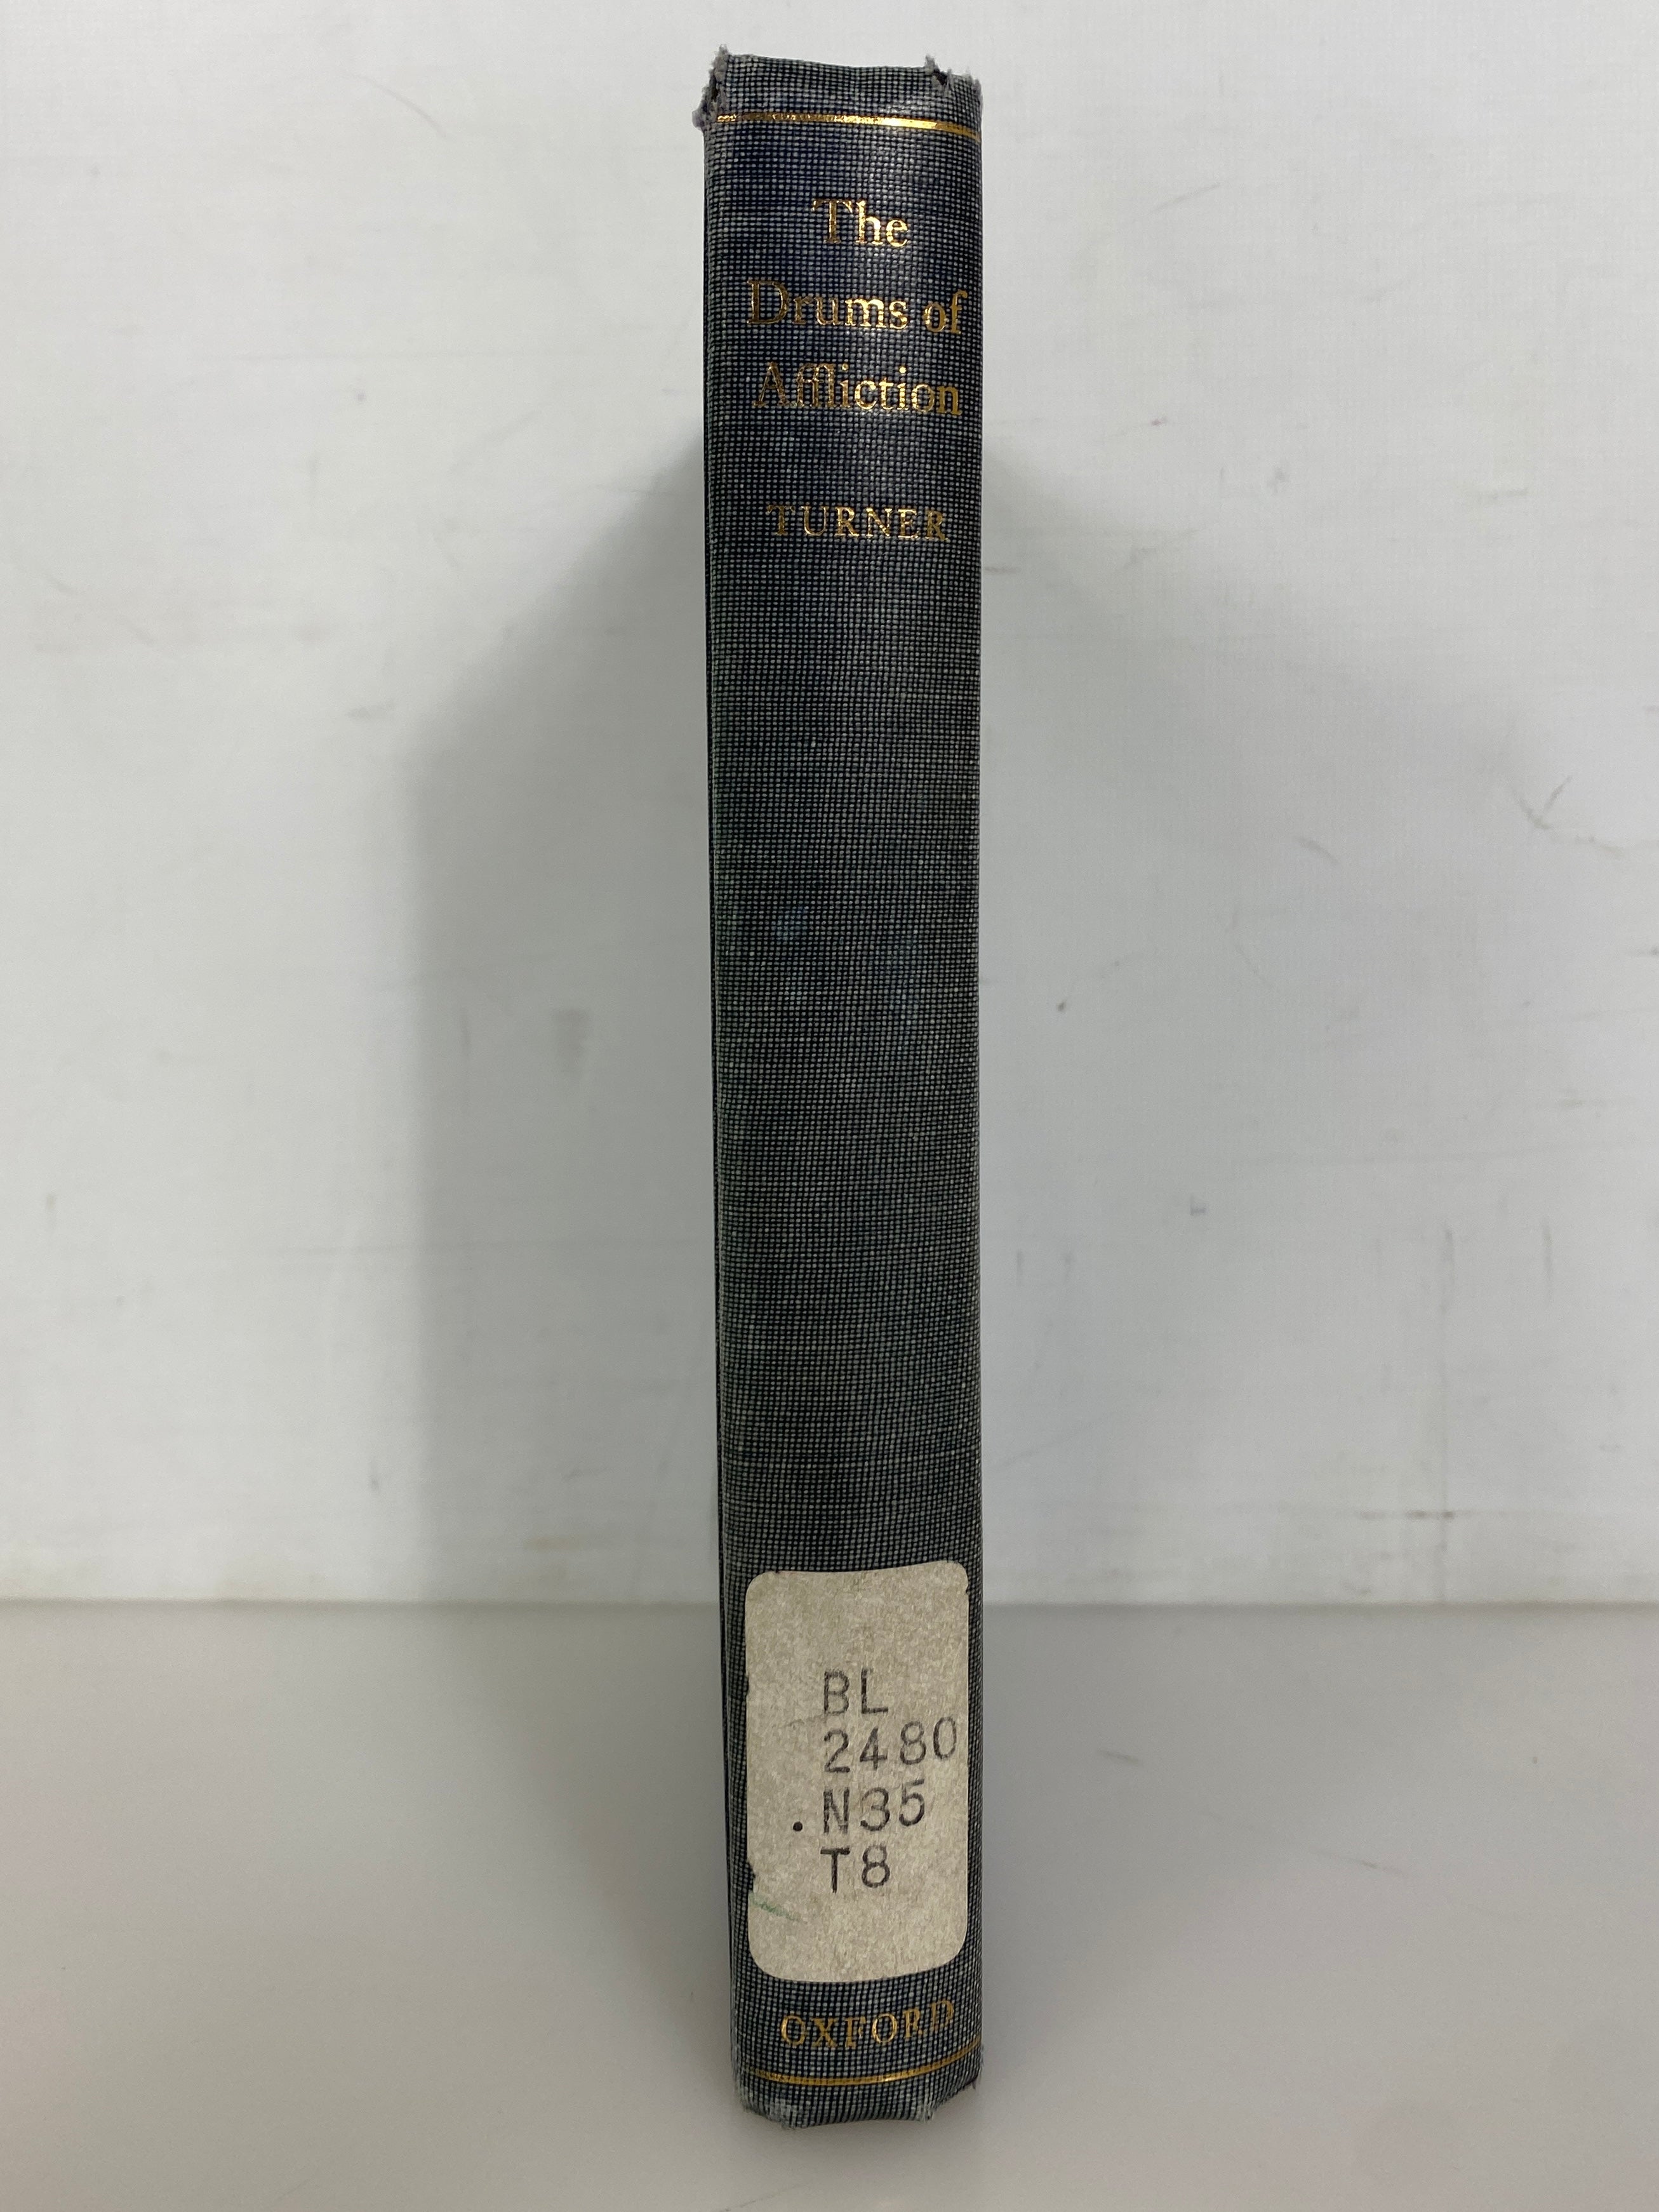 The
Drums of
Affliction
TURNER
BL
2480
.N35
T8
OXFORD